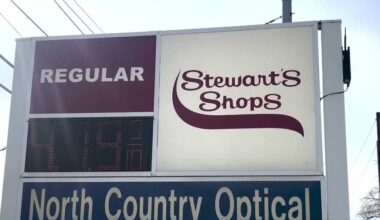 REGULAR
Stewart's
Shops
4.19
North Country Optical